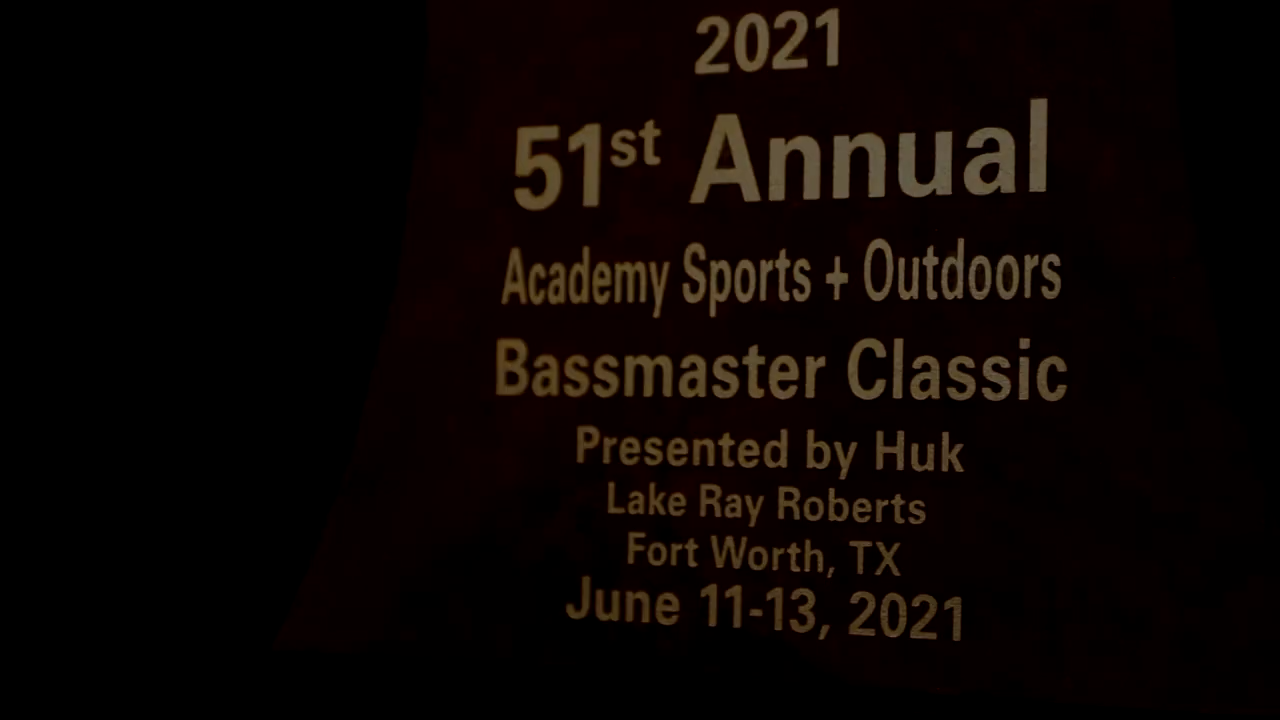 2021
51st Annual
Academy Sports + Outdoors
Bassmaster Classic
Presented by Huk
Lake Ray Roberts
Fort Worth, TX
June 11-13, 2021